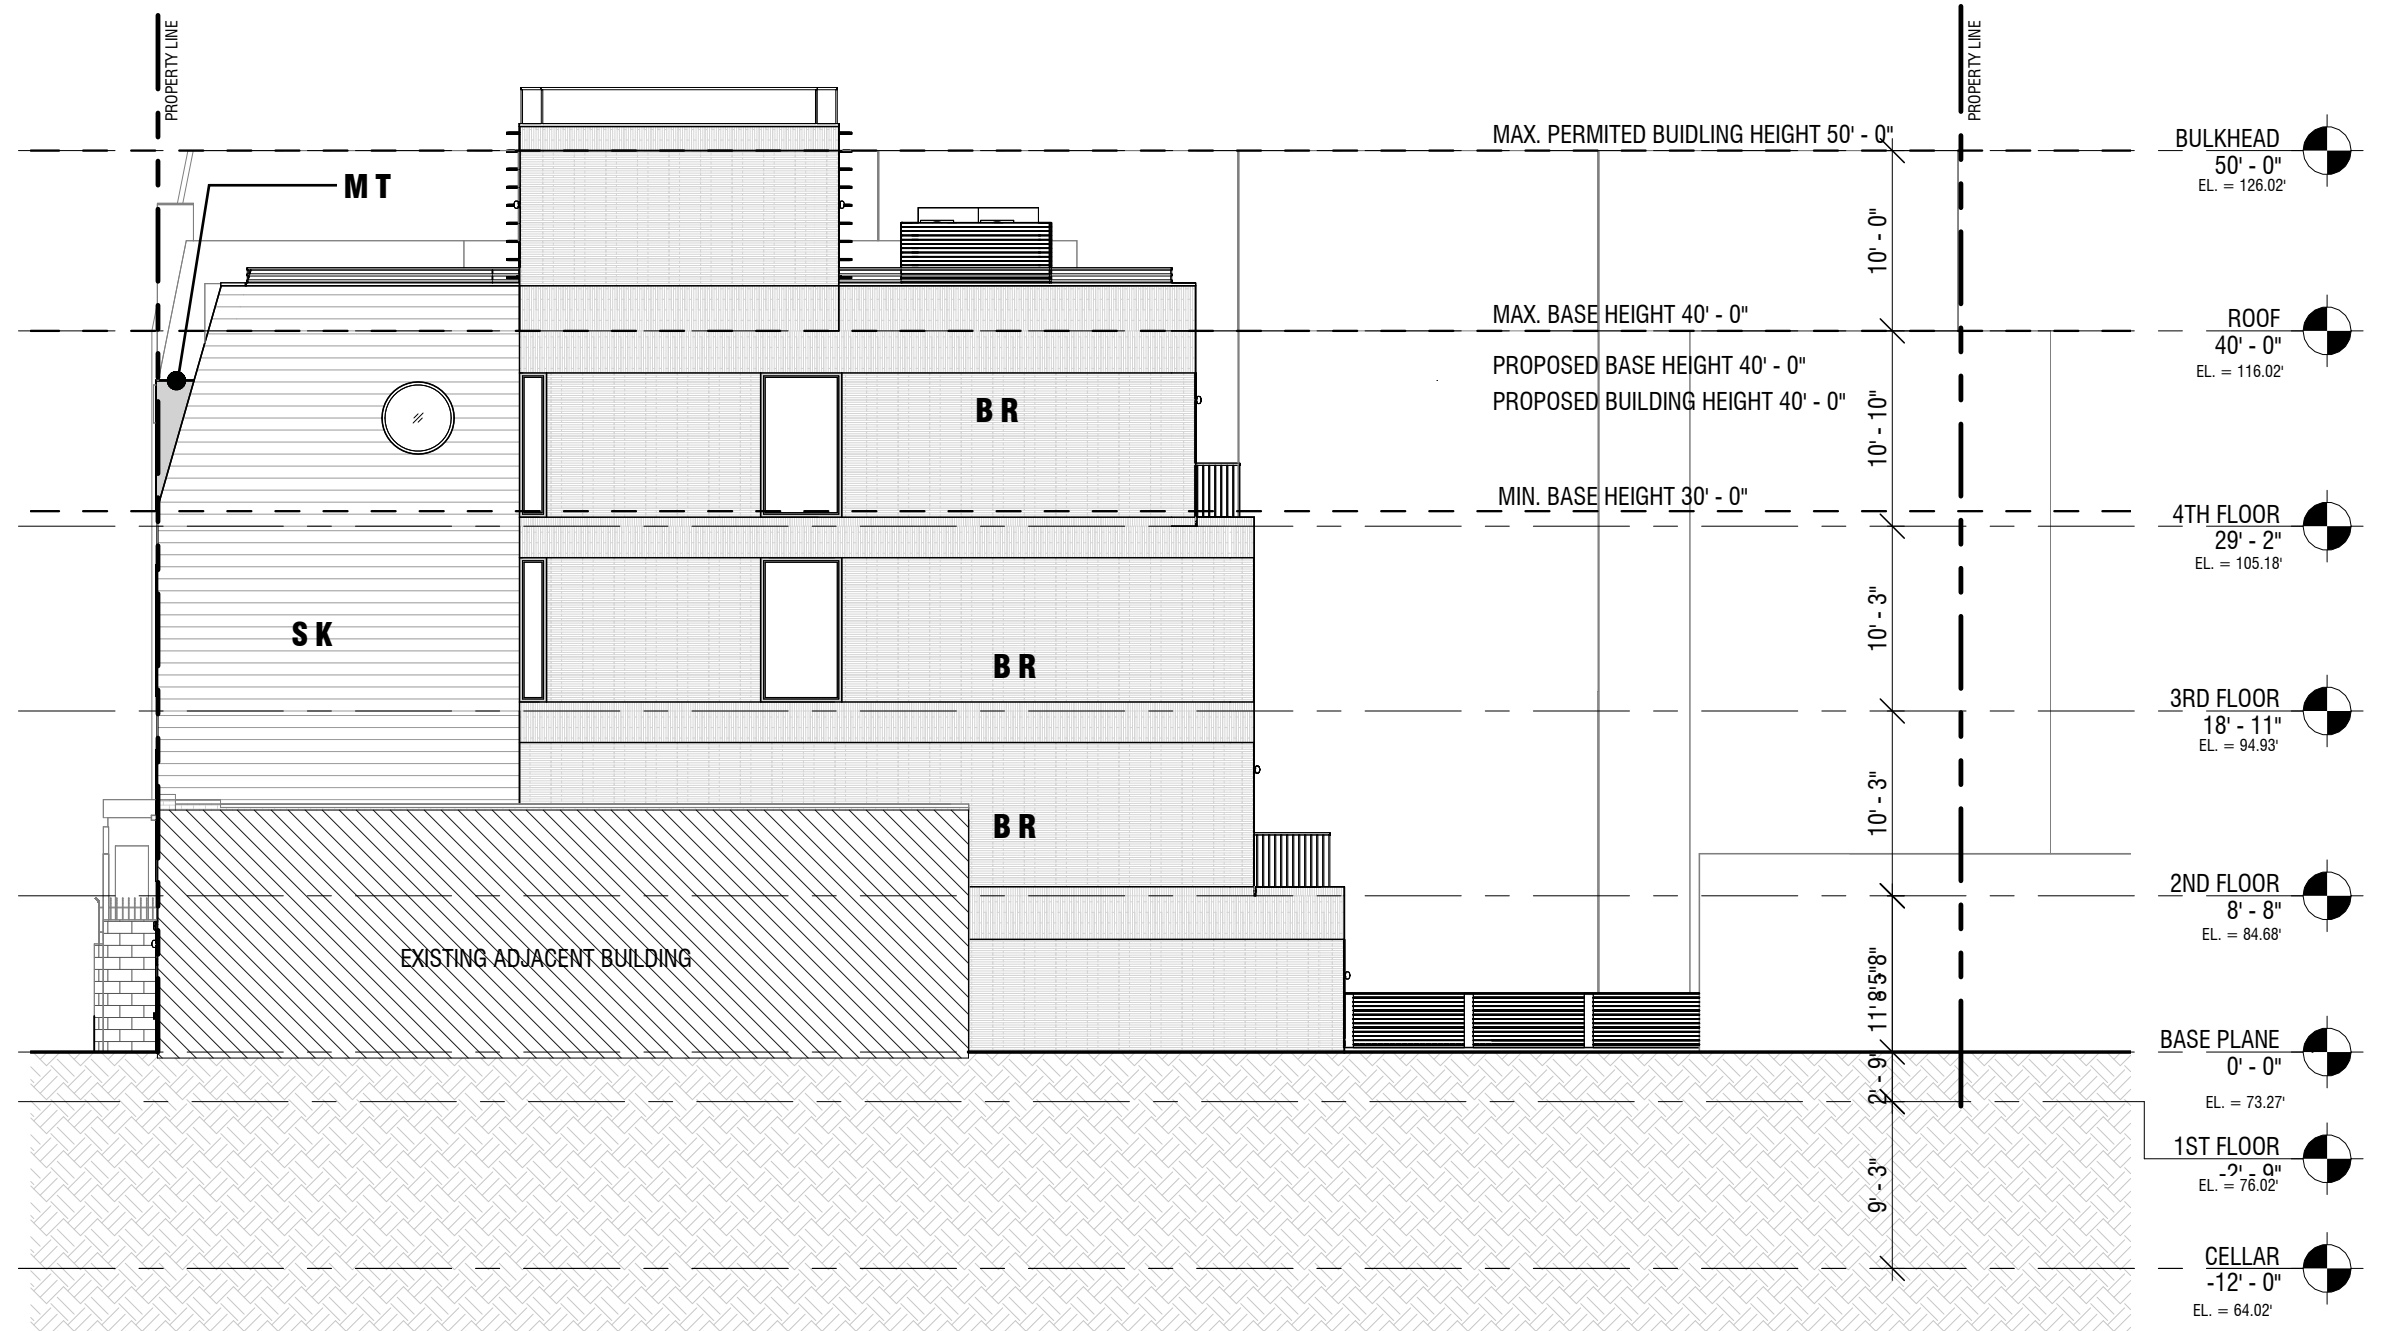 PROPERTY LINE
PROPERTY LINE
MAX. PERMITED BUIDLING HEIGHT 50' - 0"
BULKHEAD
50' - 0"
EL. = 126.02'
MT
10' - 0"
MAX. BASE HEIGHT 40' - 0"
ROOF
40' - 0"
EL. = 116.02'
PROPOSED BASE HEIGHT 40' - 0"
PROPOSED BUILDING HEIGHT 40' - 0"
BR
10' - 10"
MIN. BASE HEIGHT 30' - 0"
4TH FLOOR
29' - 2"
EL. = 105.18'
10' - 3"
SK
BR
3RD FLOOR
18' - 11"
EL. = 94.93'
10' - 3"
BR
2ND FLOOR
8' - 8"
EL. = 84.68'
EXISTING ADJACENT BUILDING
BASE PLANE
0' - 0"
2' - 9"
EL. = 73.27'
1ST FLOOR
-2' - 9"
EL. = 76.02'
9' - 3"
CELLAR
-12' - 0"
EL. = 64.02'